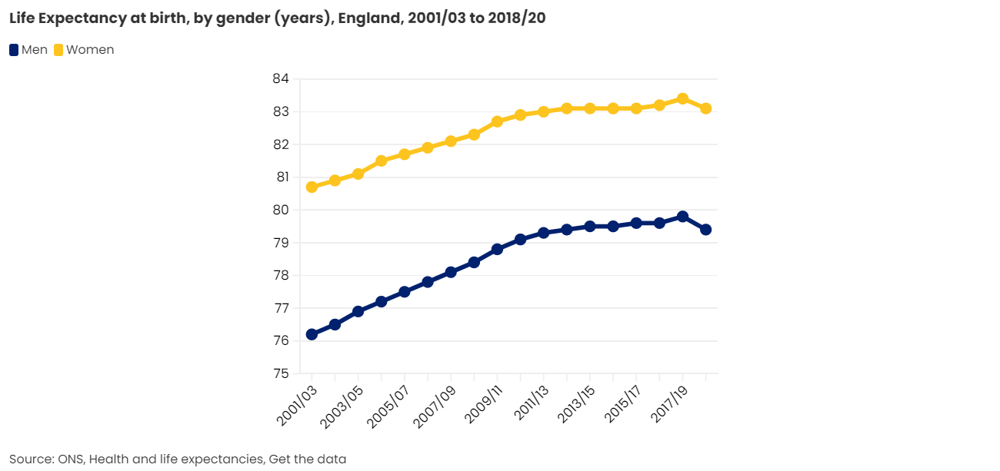 Life Expectancy at birth, by gender (years), England, 2001/03 to 2018/20
Men Women
84
83
82
81
80
79
78
77
76
75
2001/03 2003/05 2005/07 2007/09 2009/11 2011/13 2013/15 2015/17 2017/19
Source: ONS, Health and life expectancies, Get the data